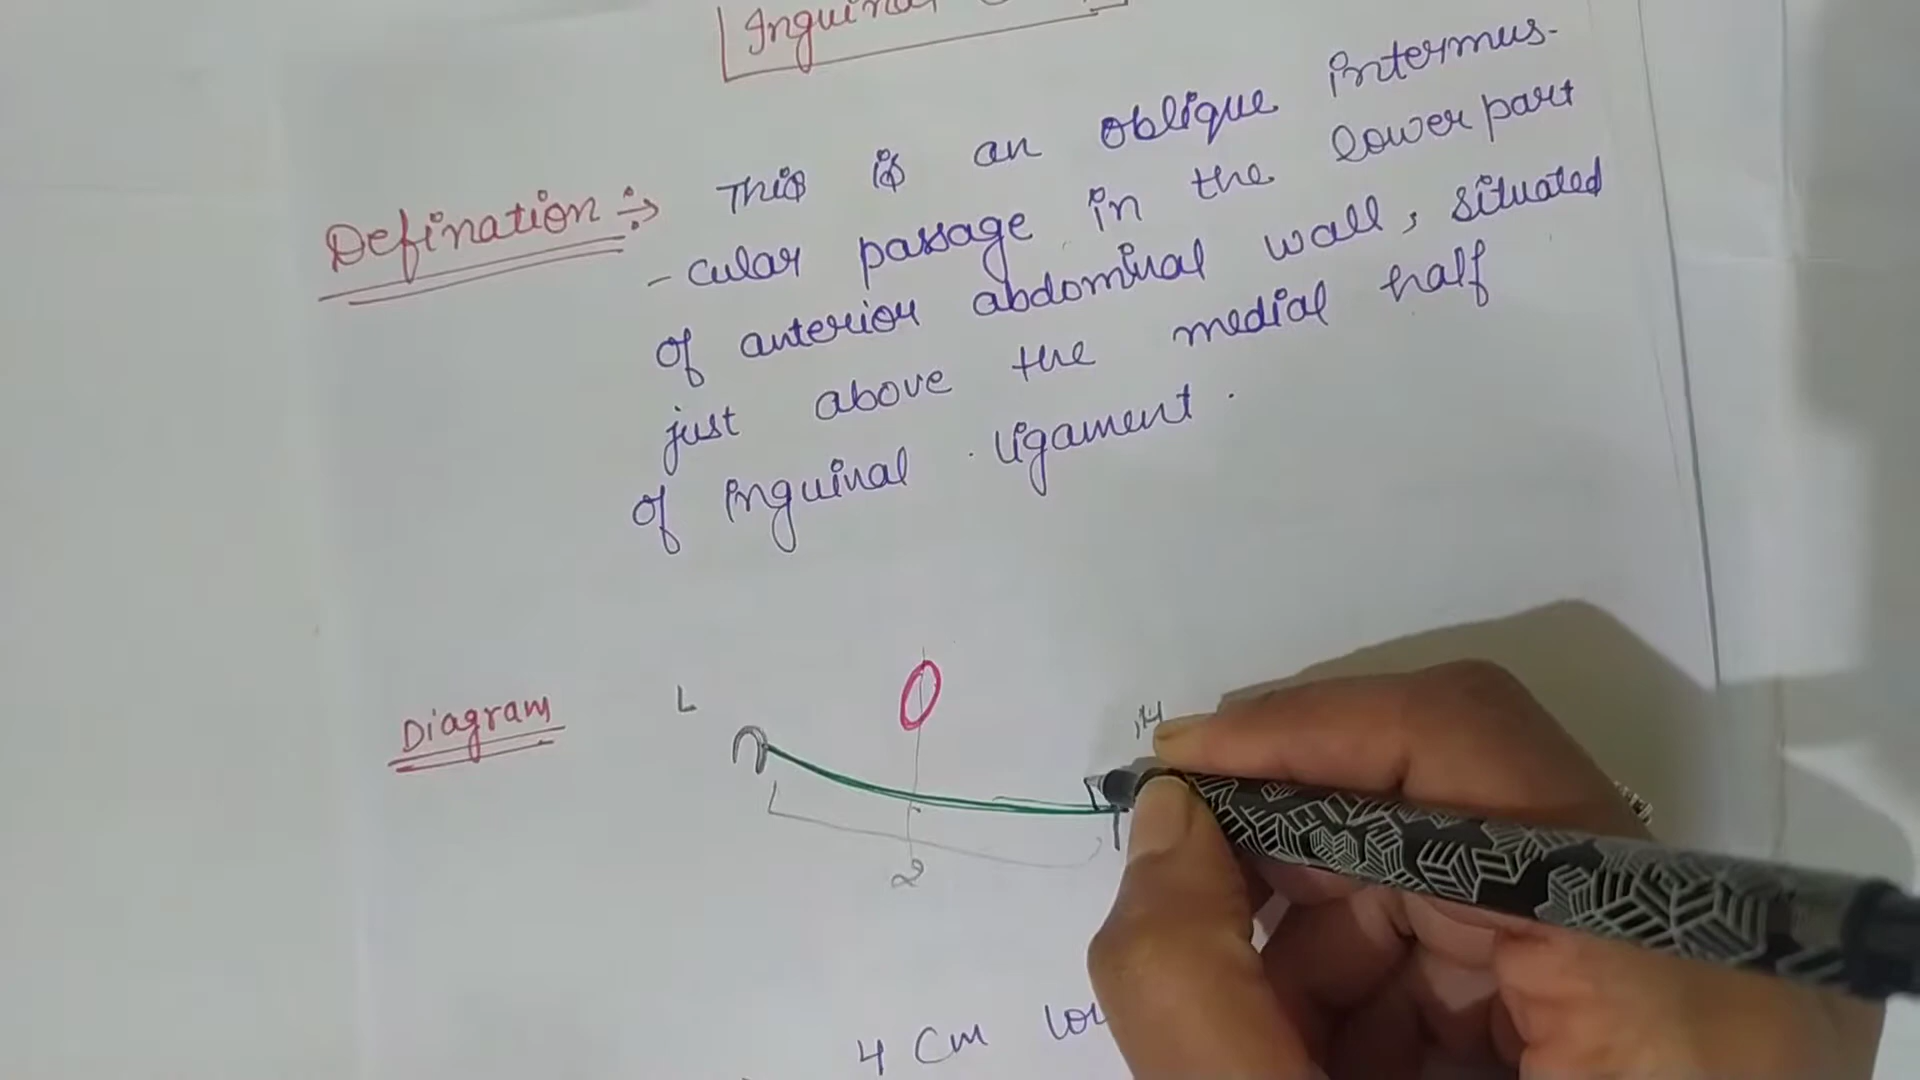 Inguinal
Defination :→ This is an oblique intermus-
-cular passage in the lower part
of anterior abdominal wall, situated
just above the medial half
of inguinal ligament.
Diagram
L
M
2
4 cm